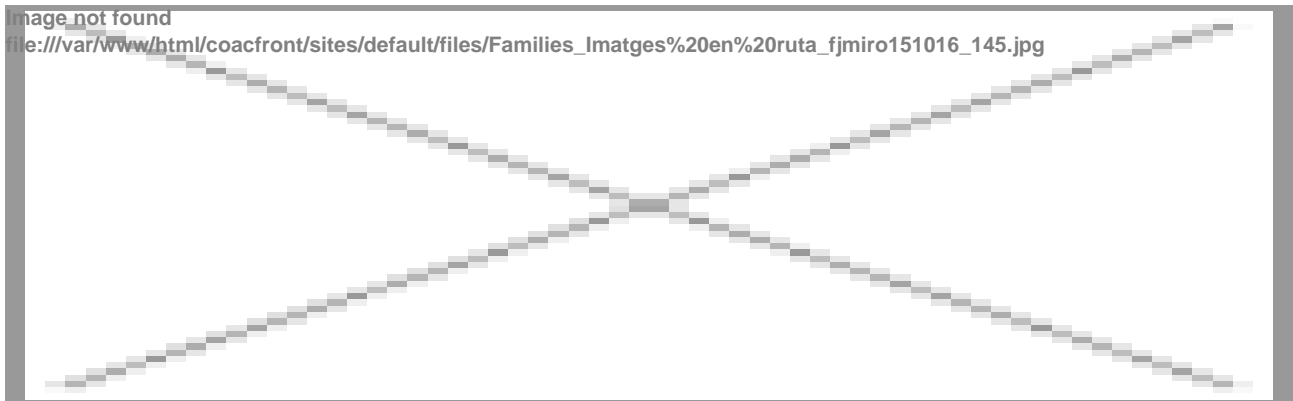 Image not found
file:///var/www/html/coacfront/sites/default/files/Families_Imatges%20en%20ruta_fjmiro151016_145.jpg